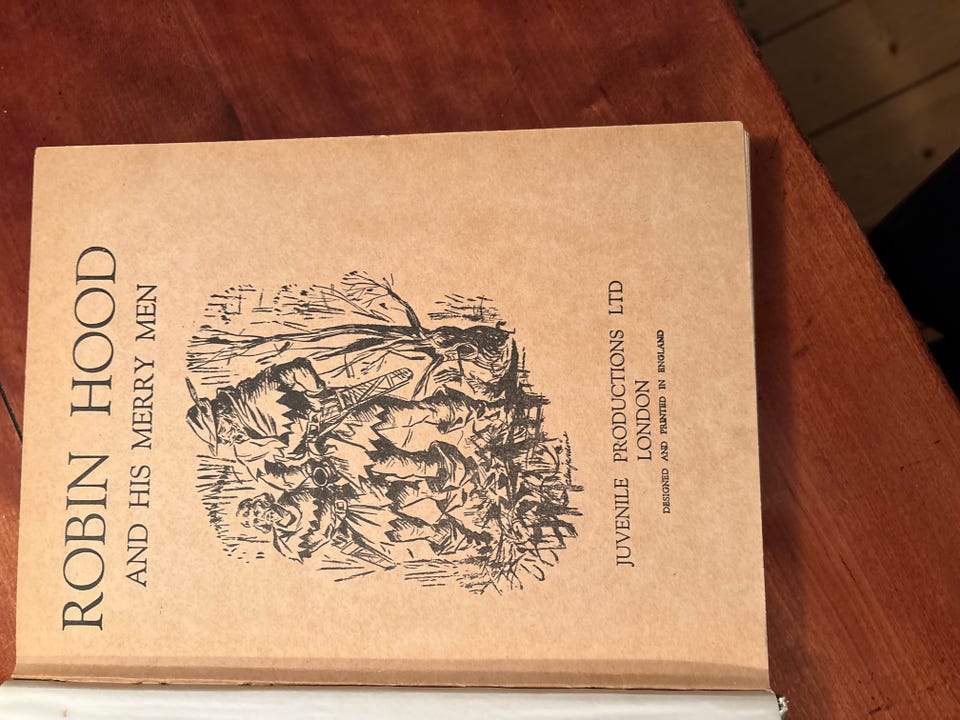 ROBIN HOOD
AND HIS MERRY MEN
JUVENILE PRODUCTIONS LTD
LONDON
DESIGNED AND PRINTED IN ENGLAND